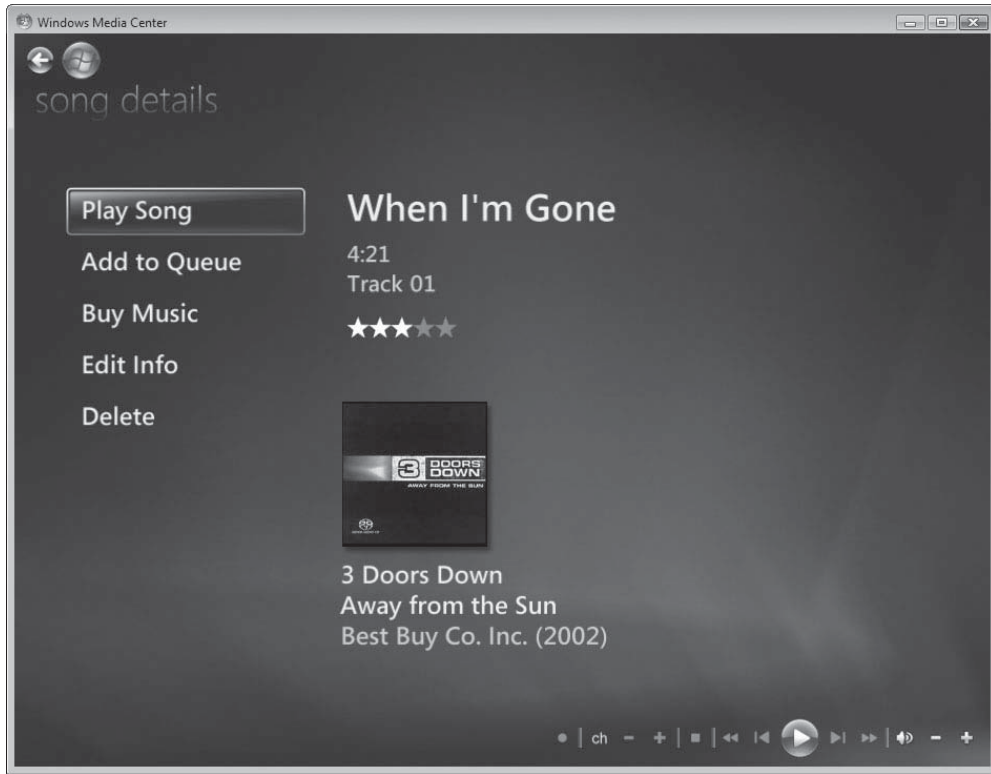 Windows Media Center
song details
Play Song
Add to Queue
Buy Music
Edit Info
Delete
When I'm Gone
4:21
Track 01
3 DOORS DOWN
AWAY FROM THE SUN
3 Doors Down
Away from the Sun
Best Buy Co. Inc. (2002)
ch